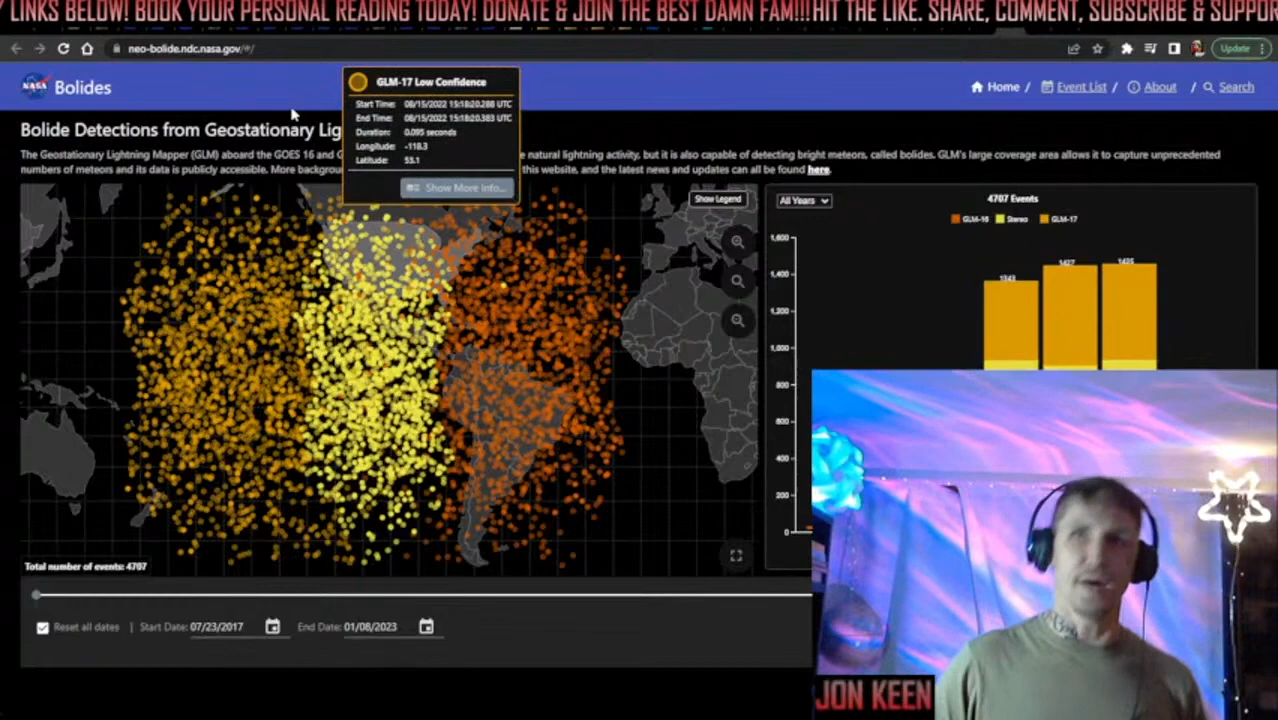 / LINKS BELOW! BOOK YOUR PERSONAL READING TODAY! DONATE & JOIN THE BEST DAMN FAM!!! HIT THE LIKE. SHARE, COMMENT, SUBSCRIBE & SUPPOR
neo-bolide.ndc.nasa.gov/#/
Update
NASA
Bolides
Home / Event List / About / Search
GLM-17 Low Confidence
Start Time: 08/15/2022 15:18:20.288 UTC
End Time: 08/15/2022 15:18:20.383 UTC
Duration: 0.095 seconds
Longitude: -118.3
Latitude: 53.1
Show More Info...
Bolide Detections from Geostationary Lig
The Geostationary Lightning Mapper (GLM) aboard the GOES 16 and G
e natural lightning activity, but it is also capable of detecting bright meteors, called bolides. GLM's large coverage area allows it to capture unprecedented
numbers of meteors and its data is publicly accessible. More backgroun
this website, and the latest news and updates can all be found here.
Show Legend
All Years
4707 Events
GLM-16 Stereo GLM-17
1,600
1,400
1,200
1,000
800
600
400
200
0
1343
1427
1435
Total number of events: 4707
Reset all dates | Start Date: 07/23/2017 End Date: 01/08/2023
JON KEEN